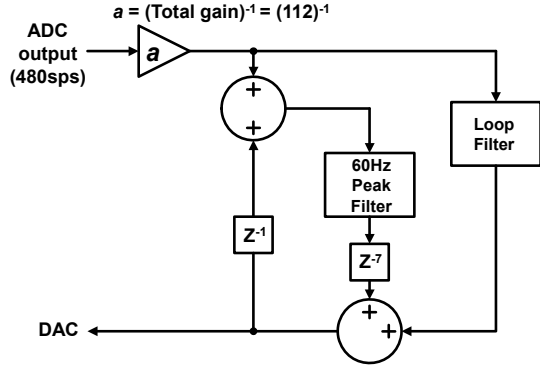 a = (Total gain)-1 = (112)-1
ADC
output
(480sps)
a
+
+
Loop
Filter
60Hz
Peak
Filter
Z-1
Z-7
+
+
DAC